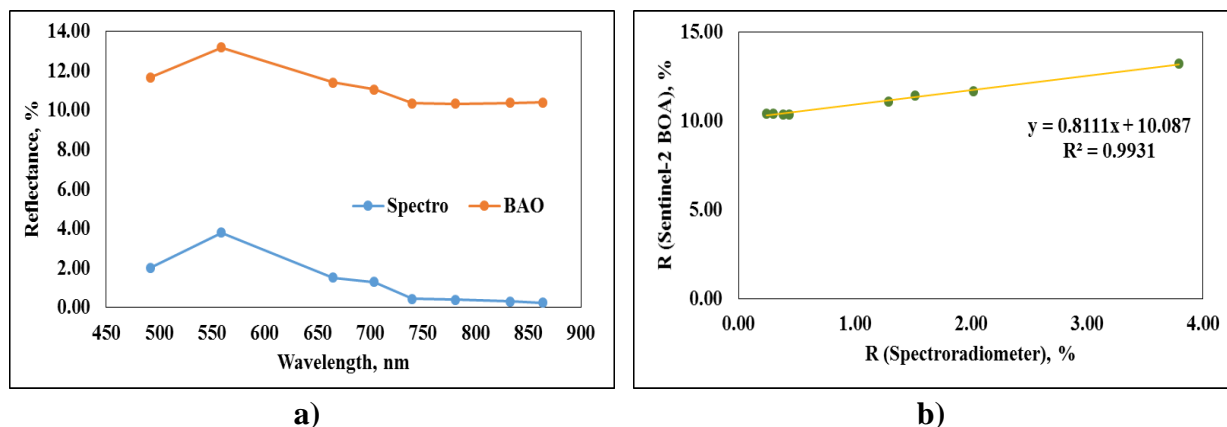 14.00
12.00
10.00
8.00
6.00
4.00
2.00
0.00
Reflectance, %
Spectro BAO
450 500 550 600 650 700 750 800 850 900
Wavelength, nm
a)
15.00
10.00
5.00
0.00
R (Sentinel-2 BOA), %
y = 0.8111x + 10.087
R² = 0.9931
0.00 1.00 2.00 3.00 4.00
R (Spectroradiometer), %
b)